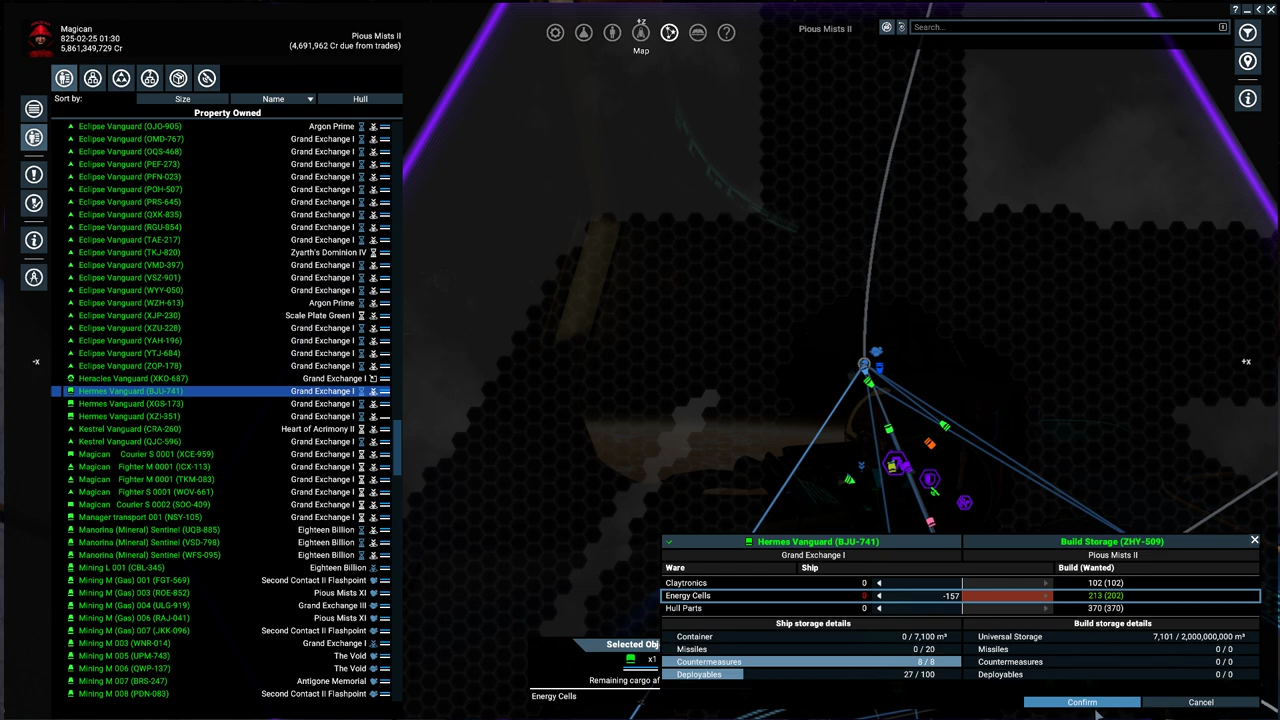 Magican
825-02-25 01:30
5,861,349,729 Cr
Pious Mists II
(4,691,962 Cr due from trades)
+Z
Map
Pious Mists II
Search...
Sort by:
Size
Name
Hull
Property Owned
Eclipse Vanguard (OJO-905) Argon Prime
Eclipse Vanguard (OMD-767) Grand Exchange I
Eclipse Vanguard (OQS-468) Grand Exchange I
Eclipse Vanguard (PEF-273) Grand Exchange I
Eclipse Vanguard (PFN-023) Grand Exchange I
Eclipse Vanguard (POH-507) Grand Exchange I
Eclipse Vanguard (PRS-645) Grand Exchange I
Eclipse Vanguard (QXK-835) Grand Exchange I
Eclipse Vanguard (RGU-854) Grand Exchange I
Eclipse Vanguard (TAE-217) Grand Exchange I
Eclipse Vanguard (TKJ-820) Zyarth's Dominion IV
Eclipse Vanguard (VMD-397) Grand Exchange I
Eclipse Vanguard (VSZ-901) Grand Exchange I
Eclipse Vanguard (WYY-050) Grand Exchange I
Eclipse Vanguard (WZH-613) Argon Prime
Eclipse Vanguard (XJP-230) Scale Plate Green I
Eclipse Vanguard (XZU-228) Grand Exchange I
Eclipse Vanguard (YAH-196) Grand Exchange I
Eclipse Vanguard (YTJ-684) Grand Exchange I
Eclipse Vanguard (ZQP-178) Grand Exchange I
Heracles Vanguard (XKO-687) Grand Exchange I
Hermes Vanguard (BJU-741) Grand Exchange I
Hermes Vanguard (XGS-173) Grand Exchange I
Hermes Vanguard (XZI-351) Grand Exchange I
Kestrel Vanguard (CRA-260) Heart of Acrimony II
Kestrel Vanguard (QJC-596) Grand Exchange I
Magican Courier S 0001 (XCE-959) Grand Exchange I
Magican Fighter M 0001 (ICX-113) Grand Exchange I
Magican Fighter M 0001 (TKM-083) Grand Exchange I
Magican Fighter S 0001 (WOV-661) Grand Exchange I
Magican Courier S 0002 (SOO-409) Grand Exchange I
Manager transport 001 (NSY-105) Grand Exchange I
Manorina (Mineral) Sentinel (UQB-885) Eighteen Billion
Manorina (Mineral) Sentinel (VSD-798) Eighteen Billion
Manorina (Mineral) Sentinel (WFS-095) Eighteen Billion
Mining L 001 (CBL-345) Eighteen Billion
Mining M (Gas) 001 (FGT-569) Second Contact II Flashpoint
Mining M (Gas) 003 (ROE-852) Pious Mists XI
Mining M (Gas) 004 (ULG-919) Grand Exchange III
Mining M (Gas) 006 (RAJ-041) Pious Mists XI
Mining M (Gas) 007 (JKK-096) Second Contact II Flashpoint
Mining M 003 (WNR-014) Grand Exchange I
Mining M 005 (UPM-743) The Void
Mining M 006 (QWP-137) The Void
Mining M 007 (BRS-247) Antigone Memorial
Mining M 008 (PDN-083) Second Contact II Flashpoint
-X
+X
Selected Obj
x1
Remaining cargo af
Energy Cells
Hermes Vanguard (BJU-741) Build Storage (ZHY-509)
Grand Exchange I Pious Mists II
Ware Ship Build (Wanted)
Claytronics 0 102 (102)
Energy Cells 0 -157 213 (202)
Hull Parts 0 370 (370)
Ship storage details Build storage details
Container 0 / 7,100 m³ Universal Storage 7,101 / 2,000,000,000 m³
Missiles 0 / 20 Missiles 0 / 0
Countermeasures 8 / 8 Countermeasures 0 / 0
Deployables 27 / 100 Deployables 0 / 0
Confirm Cancel